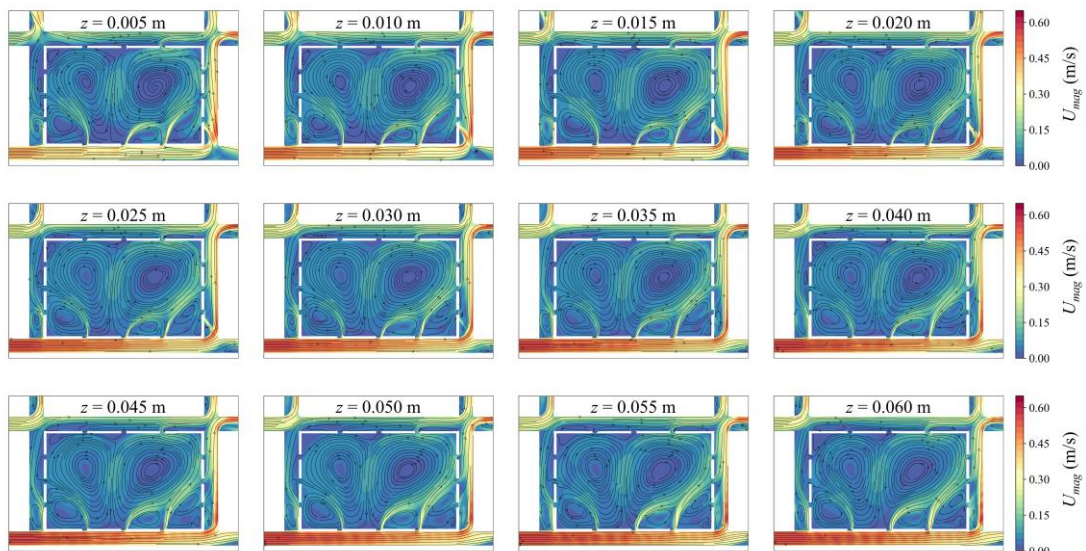 z = 0.005 m
z = 0.010 m
z = 0.015 m
z = 0.020 m
0.60
0.45
0.30
0.15
0.00
U_mag (m/s)
z = 0.025 m
z = 0.030 m
z = 0.035 m
z = 0.040 m
0.60
0.45
0.30
0.15
0.00
U_mag (m/s)
z = 0.045 m
z = 0.050 m
z = 0.055 m
z = 0.060 m
0.60
0.45
0.30
0.15
0.00
U_mag (m/s)